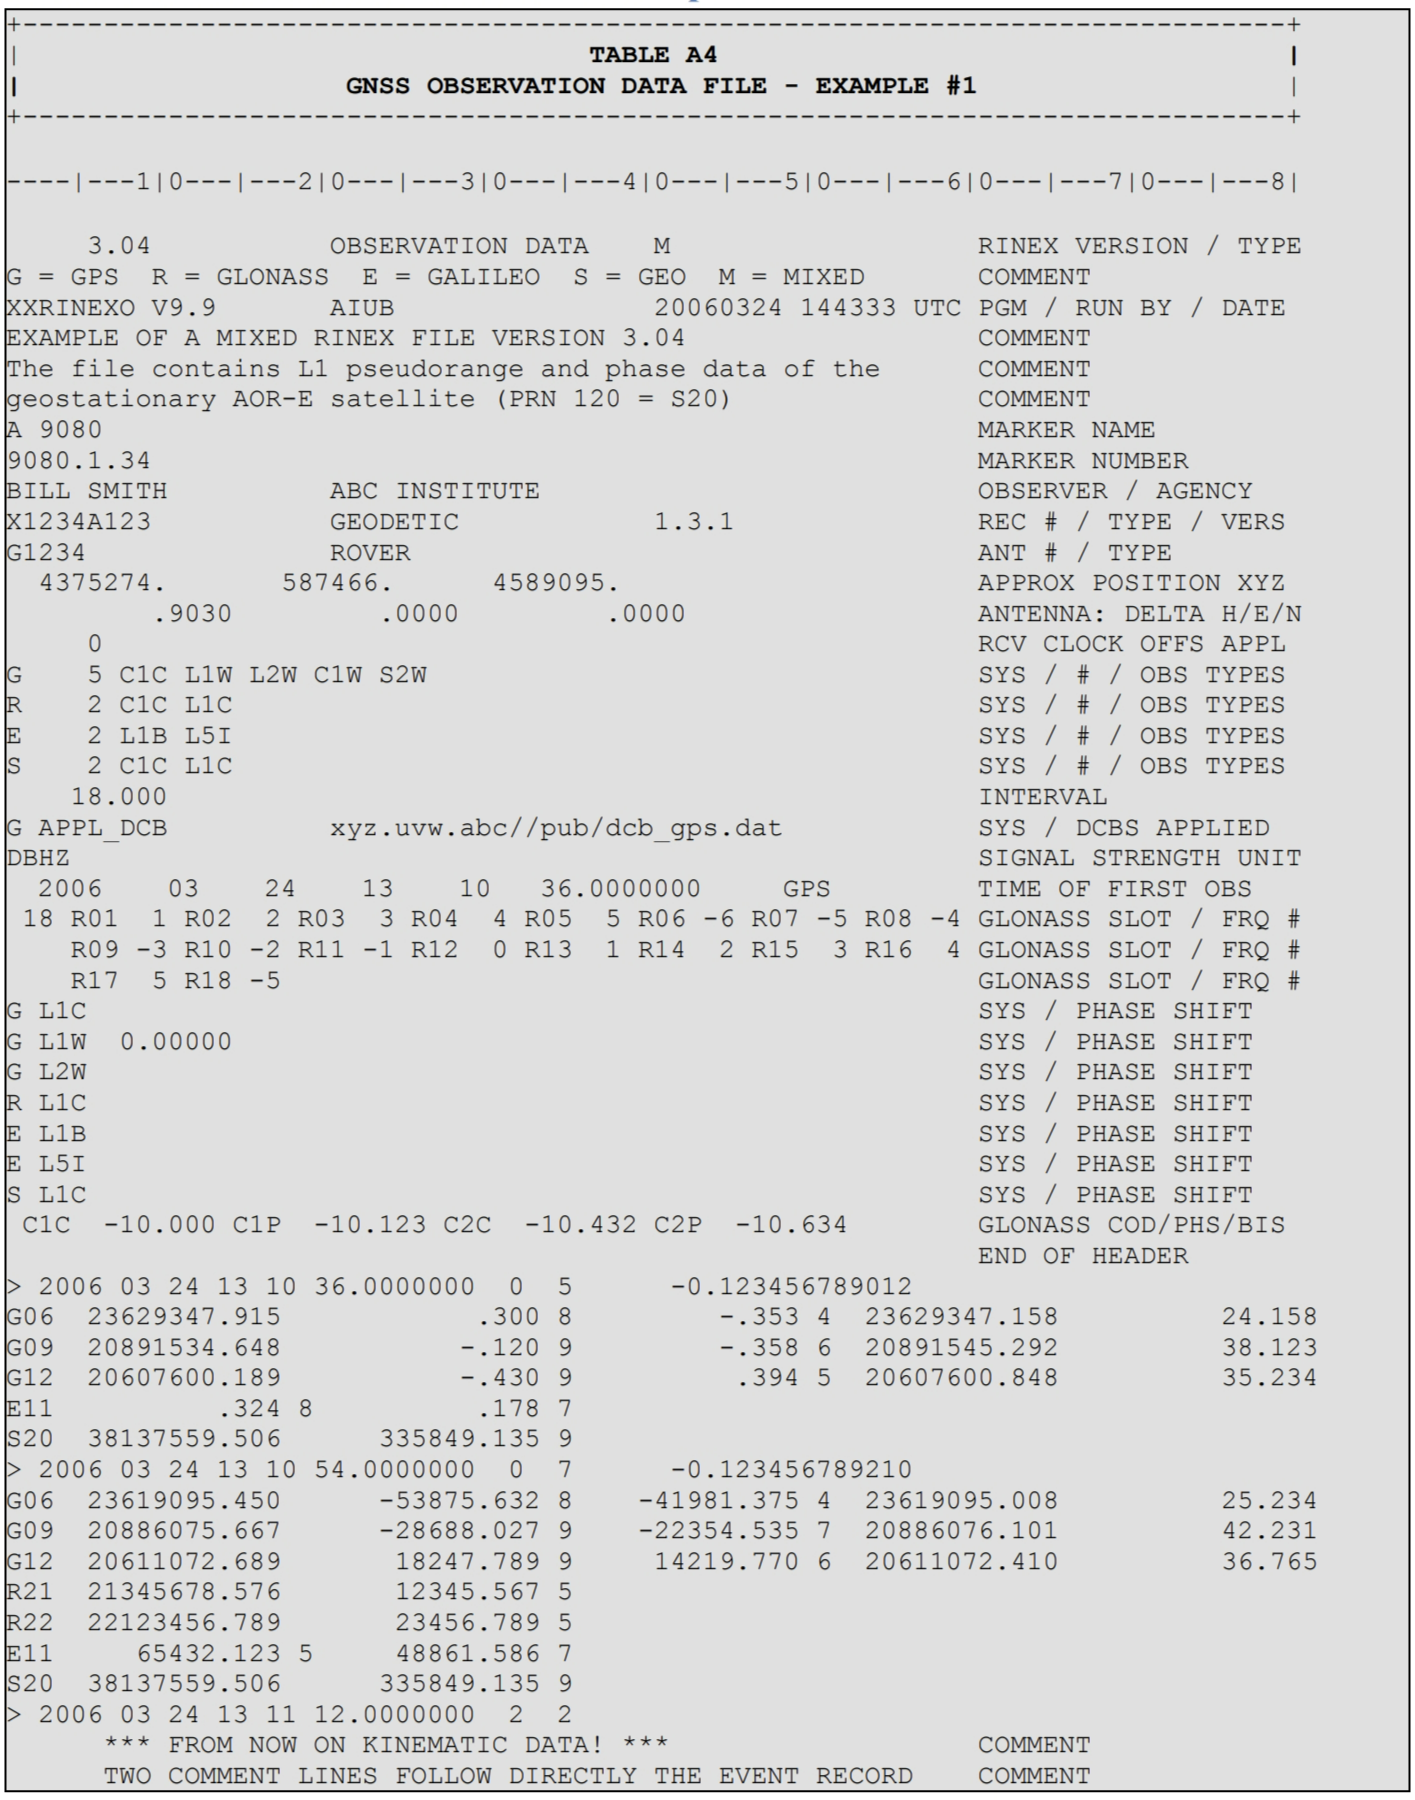 +------------------------------------------------------------------------------+
|                                   TABLE A4                                   |
|                    GNSS OBSERVATION DATA FILE - EXAMPLE #1                   |
+------------------------------------------------------------------------------+
----|---1|0---|---2|0---|---3|0---|---4|0---|---5|0---|---6|0---|---7|0---|---8|
     3.04           OBSERVATION DATA    M                   RINEX VERSION / TYPE
G = GPS  R = GLONASS  E = GALILEO  S = GEO  M = MIXED       COMMENT
XXRINEXO V9.9       AIUB                20060324 144333 UTC PGM / RUN BY / DATE
EXAMPLE OF A MIXED RINEX FILE VERSION 3.04                  COMMENT
The file contains L1 pseudorange and phase data of the      COMMENT
geostationary AOR-E satellite (PRN 120 = S20)               COMMENT
A 9080                                                      MARKER NAME
9080.1.34                                                   MARKER NUMBER
BILL SMITH          ABC INSTITUTE                           OBSERVER / AGENCY
X1234A123           GEODETIC            1.3.1               REC # / TYPE / VERS
G1234               ROVER                                   ANT # / TYPE
  4375274.       587466.      4589095.                      APPROX POSITION XYZ
         .9030         .0000         .0000                  ANTENNA: DELTA H/E/N
     0                                                      RCV CLOCK OFFS APPL
G    5 C1C L1W L2W C1W S2W                                  SYS / # / OBS TYPES
R    2 C1C L1C                                              SYS / # / OBS TYPES
E    2 L1B L5I                                              SYS / # / OBS TYPES
S    2 C1C L1C                                              SYS / # / OBS TYPES
    18.000                                                  INTERVAL
G APPL_DCB          xyz.uvw.abc//pub/dcb_gps.dat            SYS / DCBS APPLIED
DBHZ                                                        SIGNAL STRENGTH UNIT
  2006    03    24    13    10   36.0000000     GPS         TIME OF FIRST OBS
 18 R01  1 R02  2 R03  3 R04  4 R05  5 R06 -6 R07 -5 R08 -4 GLONASS SLOT / FRQ #
    R09 -3 R10 -2 R11 -1 R12  0 R13  1 R14  2 R15  3 R16  4 GLONASS SLOT / FRQ #
    R17  5 R18 -5                                           GLONASS SLOT / FRQ #
G L1C                                                       SYS / PHASE SHIFT
G L1W  0.00000                                              SYS / PHASE SHIFT
G L2W                                                       SYS / PHASE SHIFT
R L1C                                                       SYS / PHASE SHIFT
E L1B                                                       SYS / PHASE SHIFT
E L5I                                                       SYS / PHASE SHIFT
S L1C                                                       SYS / PHASE SHIFT
 C1C  -10.000 C1P  -10.123 C2C  -10.432 C2P  -10.634        GLONASS COD/PHS/BIS
                                                            END OF HEADER
> 2006 03 24 13 10 36.0000000  0  5      -0.123456789012
G06  23629347.915            .300 8         -.353 4  23629347.158          24.158
G09  20891534.648           -.120 9         -.358 6  20891545.292          38.123
G12  20607600.189           -.430 9          .394 5  20607600.848          35.234
E11          .324 8          .178 7
S20  38137559.506      335849.135 9
> 2006 03 24 13 10 54.0000000  0  7      -0.123456789210
G06  23619095.450      -53875.632 8    -41981.375 4  23619095.008          25.234
G09  20886075.667      -28688.027 9    -22354.535 7  20886076.101          42.231
G12  20611072.689       18247.789 9     14219.770 6  20611072.410          36.765
R21  21345678.576       12345.567 5
R22  22123456.789       23456.789 5
E11     65432.123 5     48861.586 7
S20  38137559.506      335849.135 9
> 2006 03 24 13 11 12.0000000  2  2
      *** FROM NOW ON KINEMATIC DATA! ***                   COMMENT
      TWO COMMENT LINES FOLLOW DIRECTLY THE EVENT RECORD    COMMENT